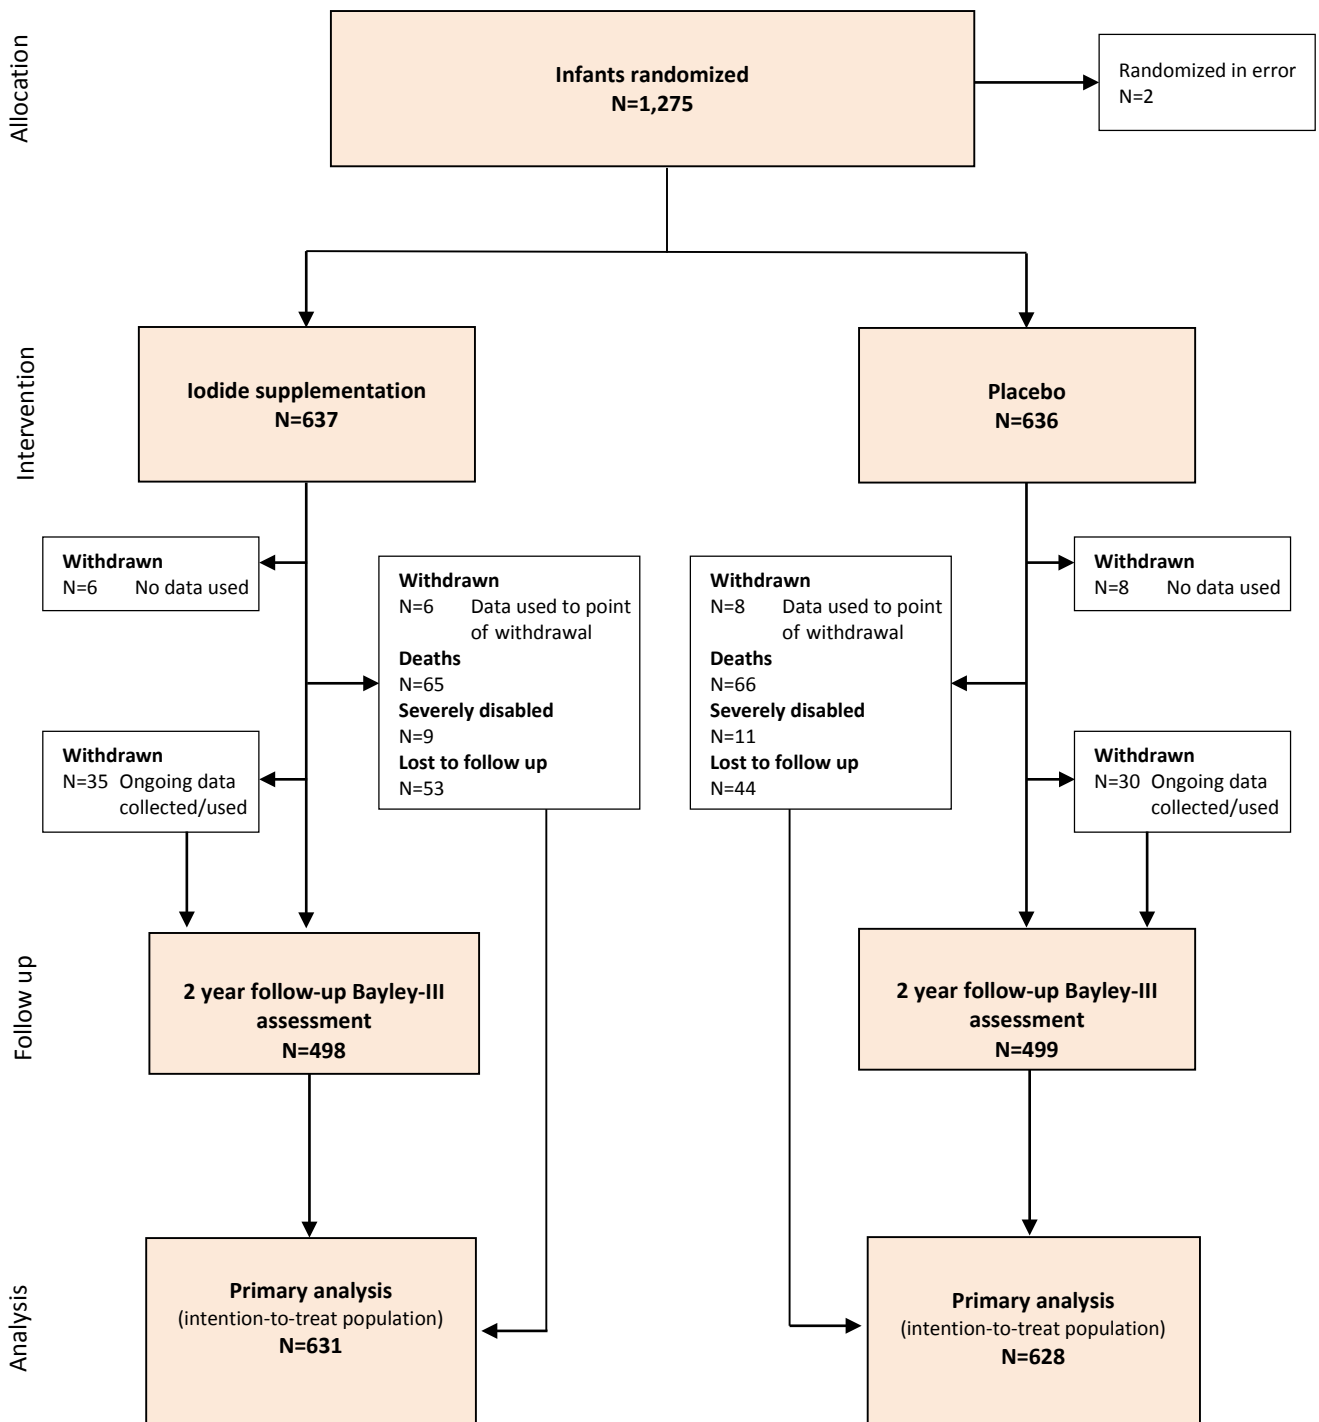 Allocation
Infants randomized
N=1,275
Randomized in error
N=2
Intervention
Iodide supplementation
N=637
Placebo
N=636
Withdrawn
N=6 No data used
Withdrawn
N=6 Data used to point
of withdrawal
Deaths
N=65
Severely disabled
N=9
Lost to follow up
N=53
Withdrawn
N=8 Data used to point
of withdrawal
Deaths
N=66
Severely disabled
N=11
Lost to follow up
N=44
Withdrawn
N=8 No data used
Withdrawn
N=35 Ongoing data
collected/used
Withdrawn
N=30 Ongoing data
collected/used
Follow up
2 year follow-up Bayley-III
assessment
N=498
2 year follow-up Bayley-III
assessment
N=499
Analysis
Primary analysis
(intention-to-treat population)
N=631
Primary analysis
(intention-to-treat population)
N=628